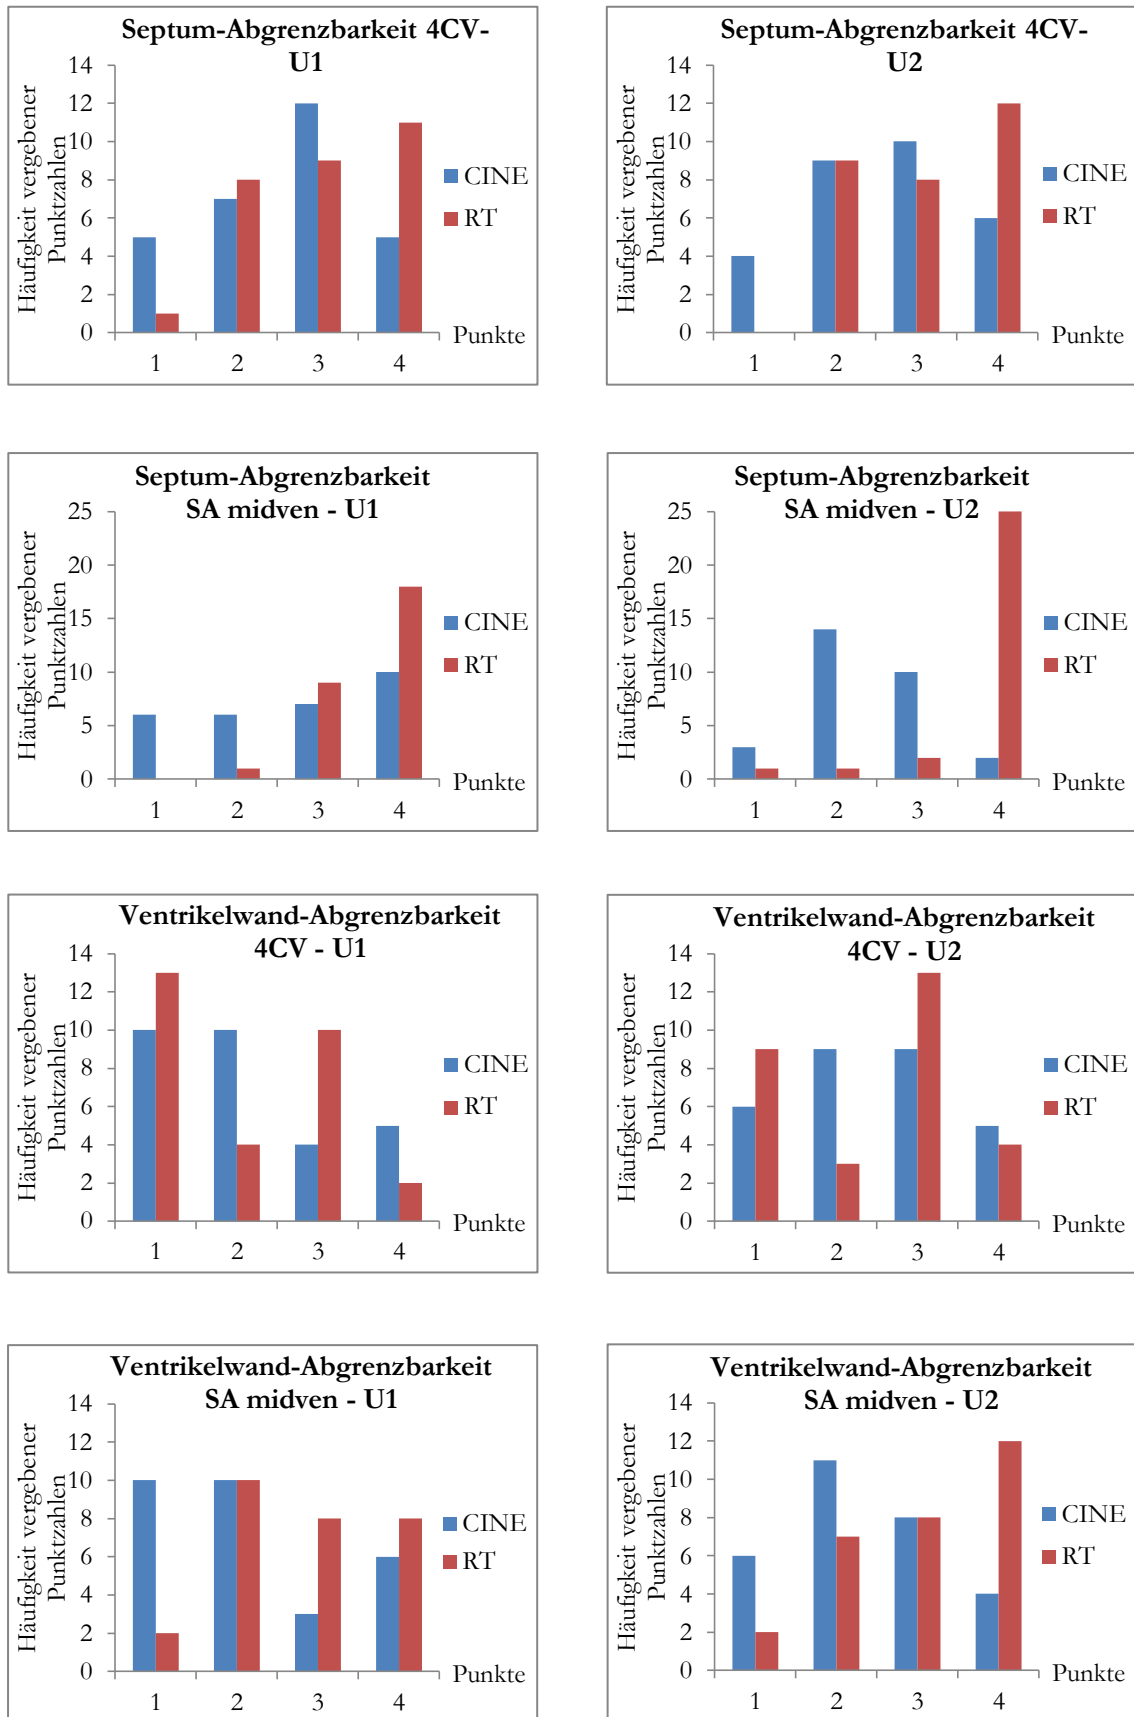 Septum-Abgrenzbarkeit 4CV-
U1
Häufigkeit vergebener
Punktzahlen
14
12
10
8
6
4
2
0
1 2 3 4
Punkte
CINE
RT
Septum-Abgrenzbarkeit 4CV-
U2
Häufigkeit vergebener
Punktzahlen
14
12
10
8
6
4
2
0
1 2 3 4
Punkte
CINE
RT
Septum-Abgrenzbarkeit
SA midven - U1
Häufigkeit vergebener
Punktzahlen
25
20
15
10
5
0
1 2 3 4
Punkte
CINE
RT
Septum-Abgrenzbarkeit
SA midven - U2
Häufigkeit vergebener
Punktzahlen
25
20
15
10
5
0
1 2 3 4
Punkte
CINE
RT
Ventrikelwand-Abgrenzbarkeit
4CV - U1
Häufigkeit vergebener
Punktzahlen
14
12
10
8
6
4
2
0
1 2 3 4
Punkte
CINE
RT
Ventrikelwand-Abgrenzbarkeit
4CV - U2
Häufigkeit vergebener
Punktzahlen
14
12
10
8
6
4
2
0
1 2 3 4
Punkte
CINE
RT
Ventrikelwand-Abgrenzbarkeit
SA midven - U1
Häufigkeit vergebener
Punktzahlen
14
12
10
8
6
4
2
0
1 2 3 4
Punkte
CINE
RT
Ventrikelwand-Abgrenzbarkeit
SA midven - U2
Häufigkeit vergebener
Punktzahlen
14
12
10
8
6
4
2
0
1 2 3 4
Punkte
CINE
RT